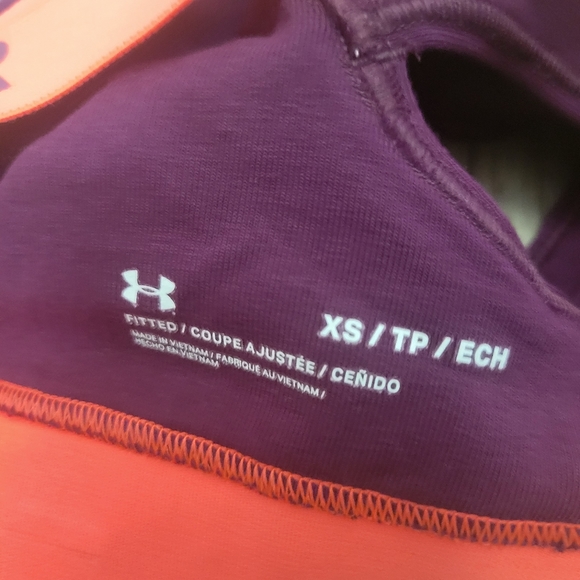 FITTED / COUPE AJUSTÉE / CEÑIDO
MADE IN VIETNAM / FABRIQUÉ AU VIETNAM /
HECHO EN VIETNAM
XS / TP / ECH